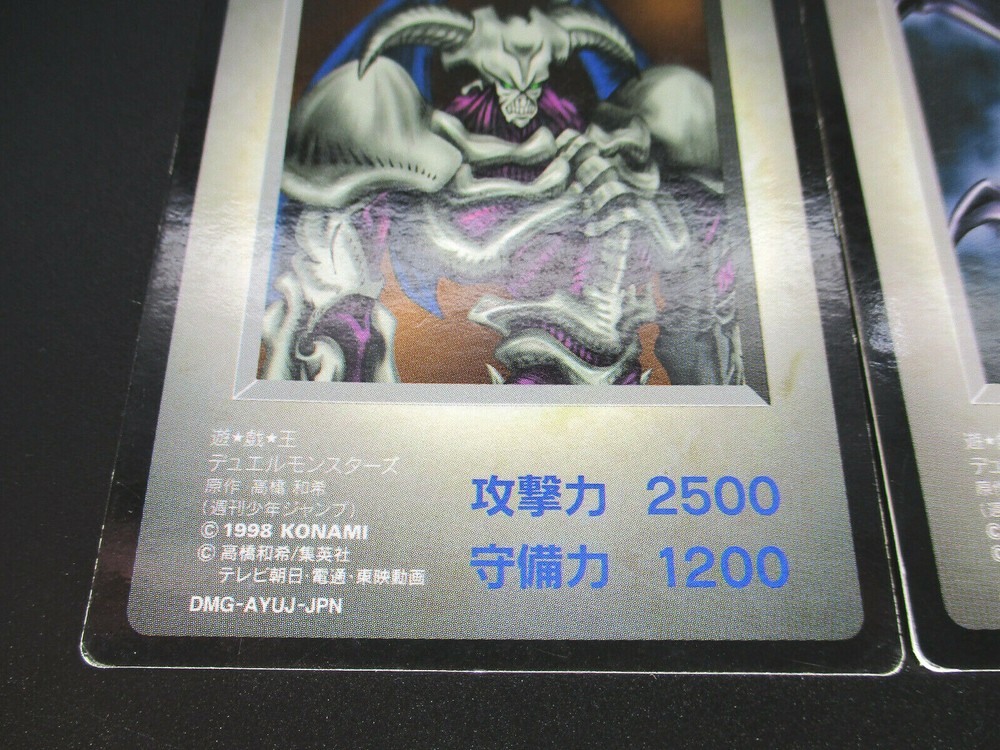 遊★戯★王
デュエルモンスターズ
原作 高橋 和希
(週刊少年ジャンプ)
© 1998 KONAMI
© 高橋和希/集英社
テレビ朝日・電通・東映動画
DMG-AYUJ-JPN
攻撃力 2500
守備力 1200
遊★
デュ
©
©